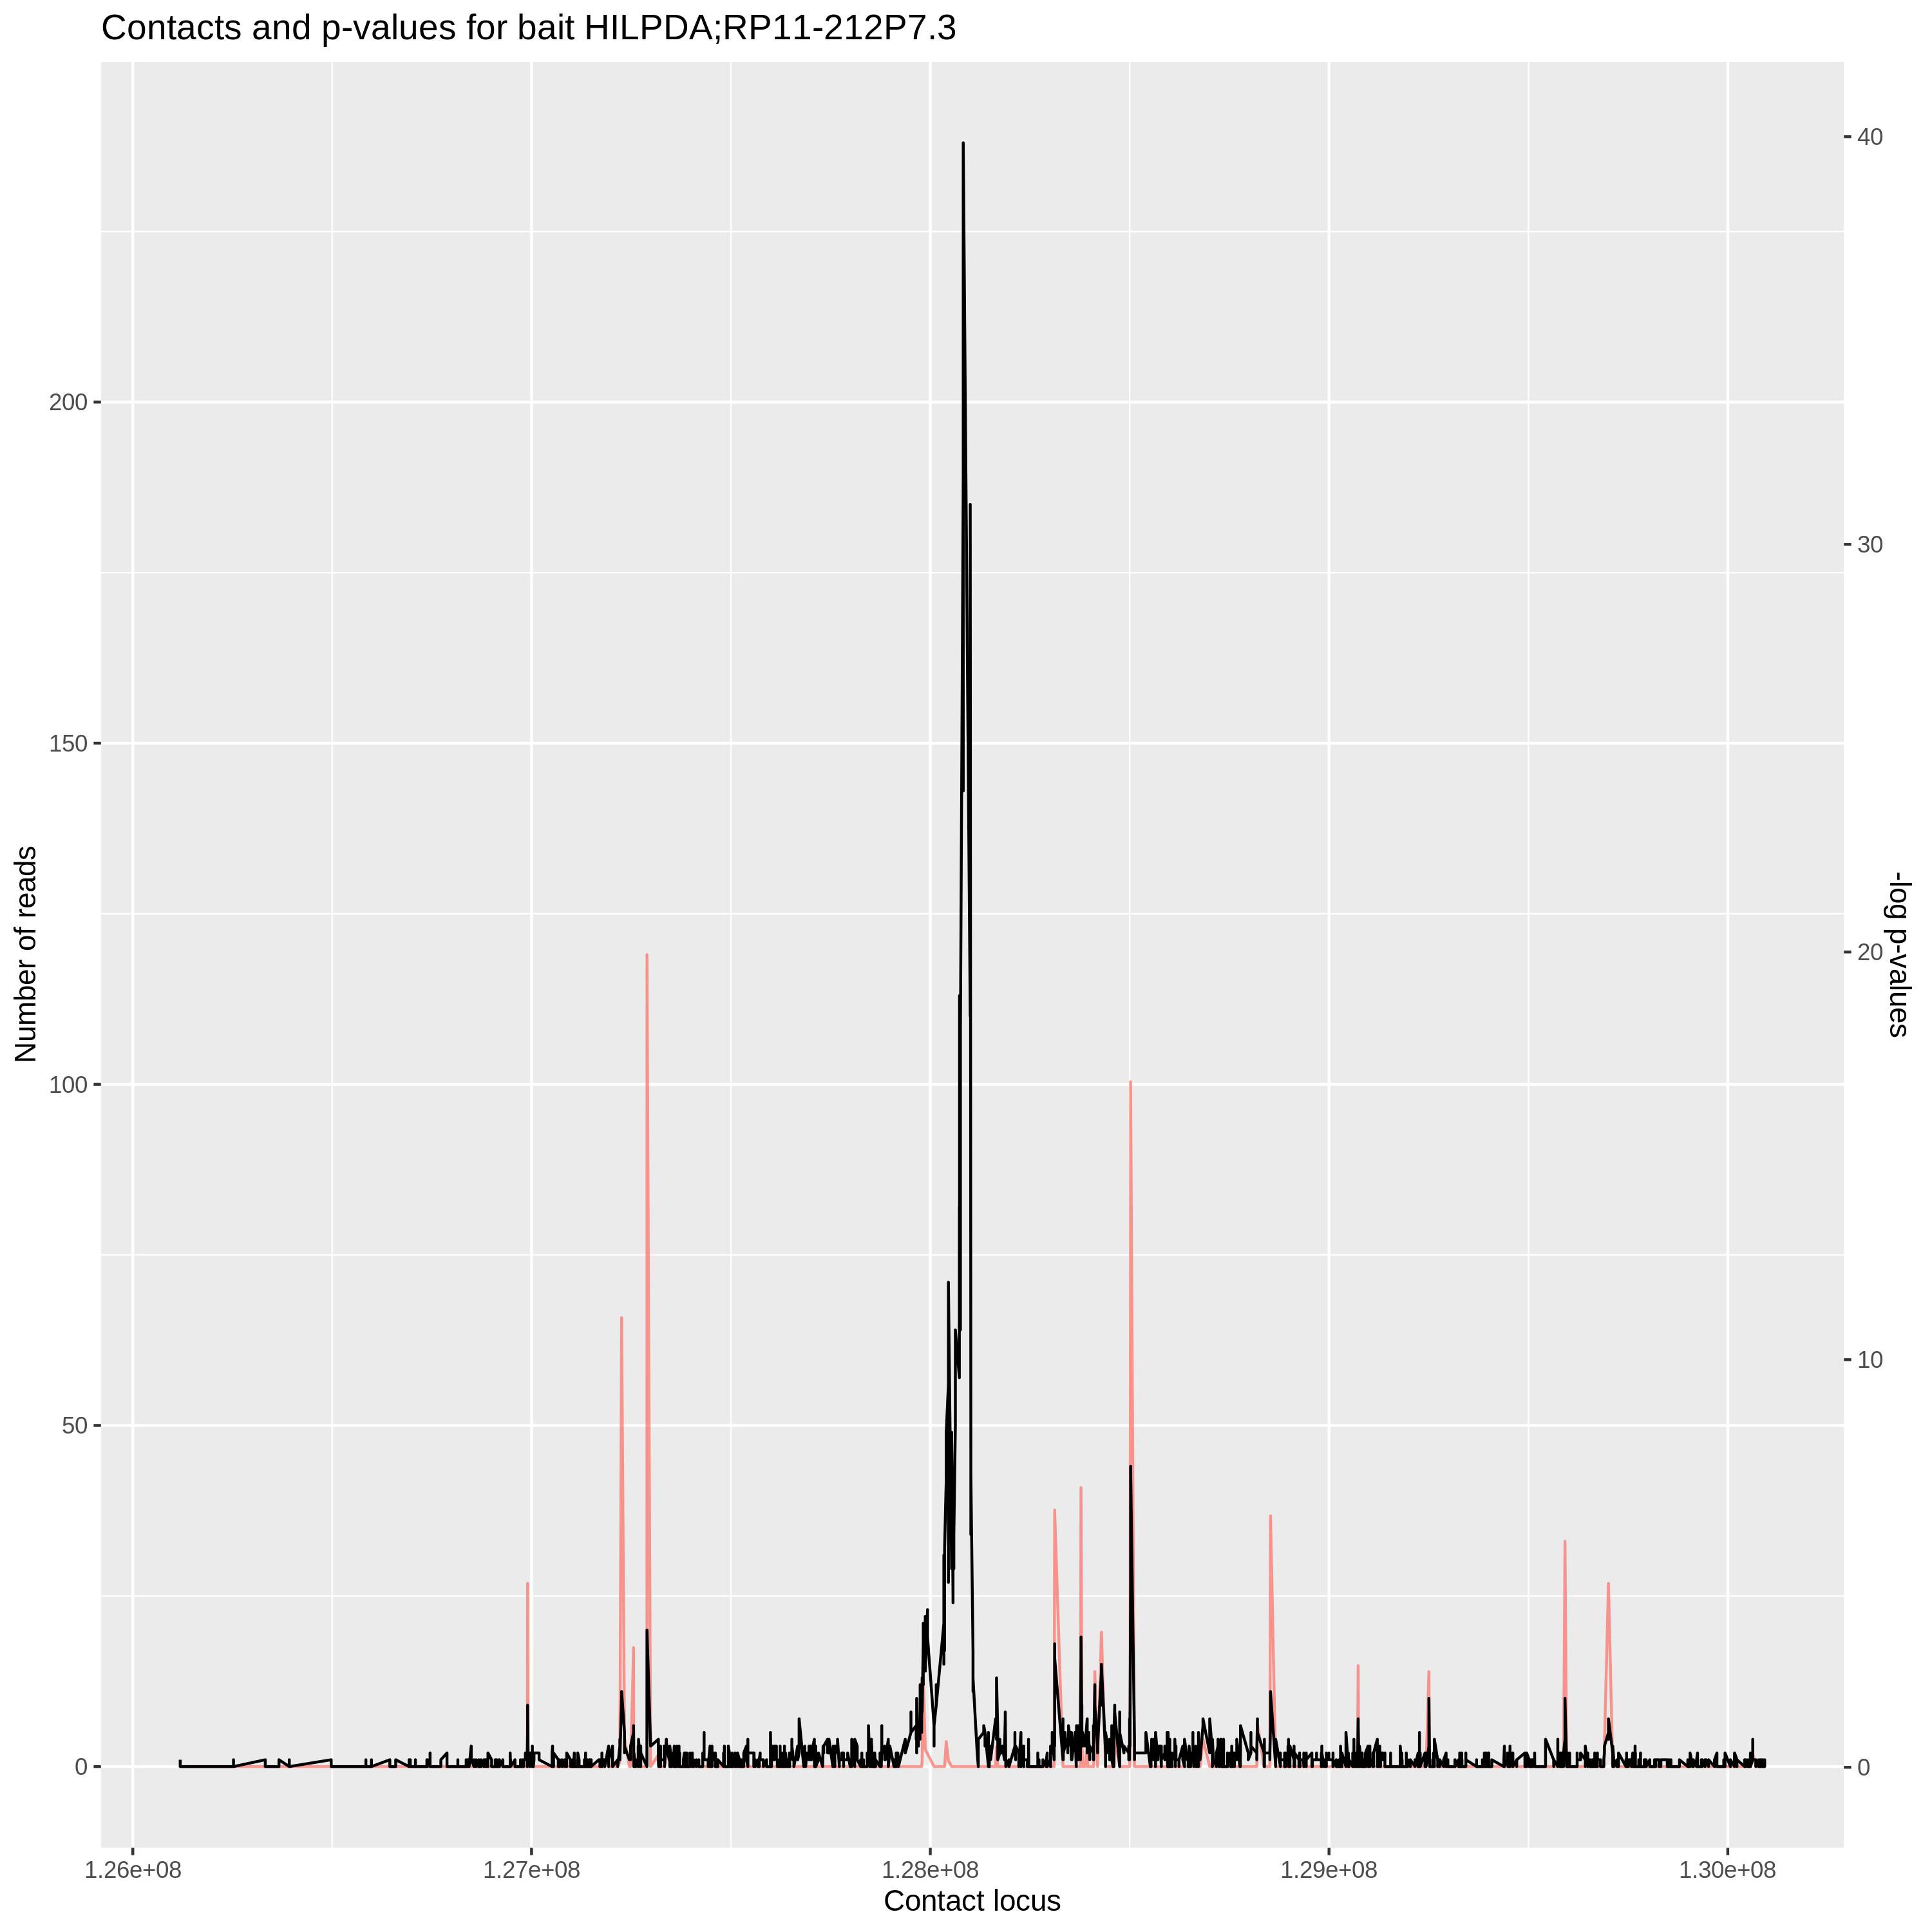 Contacts and p-values for bait HILPDA;RP11-212P7.3
Number of reads
200
150
100
50
0
40
30
20
10
0
-log p-values
1.26e+08
1.27e+08
1.28e+08
1.29e+08
1.30e+08
Contact locus